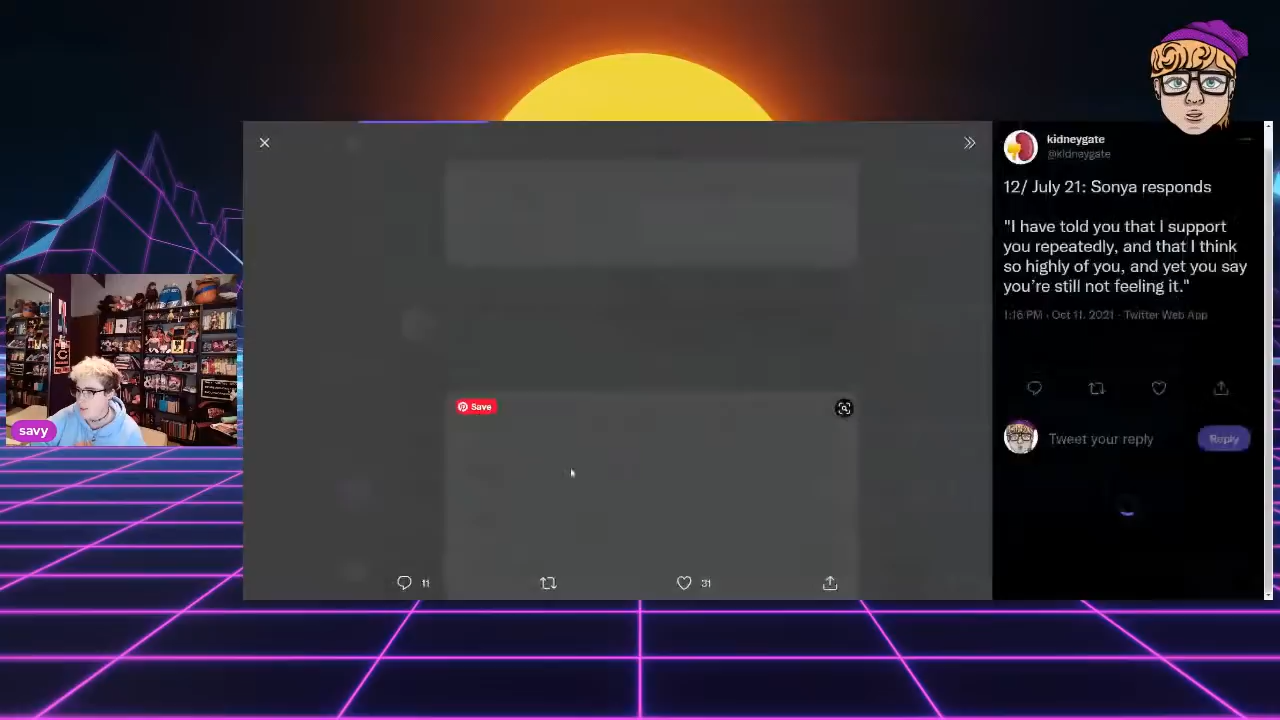 kidneygate
@kidneygate
12/ July 21: Sonya responds
"I have told you that I support
you repeatedly, and that I think
so highly of you, and yet you say
you're still not feeling it."
1:16 PM · Oct 11, 2021 · Twitter Web App
Save
Tweet your reply
Reply
savy
11
31